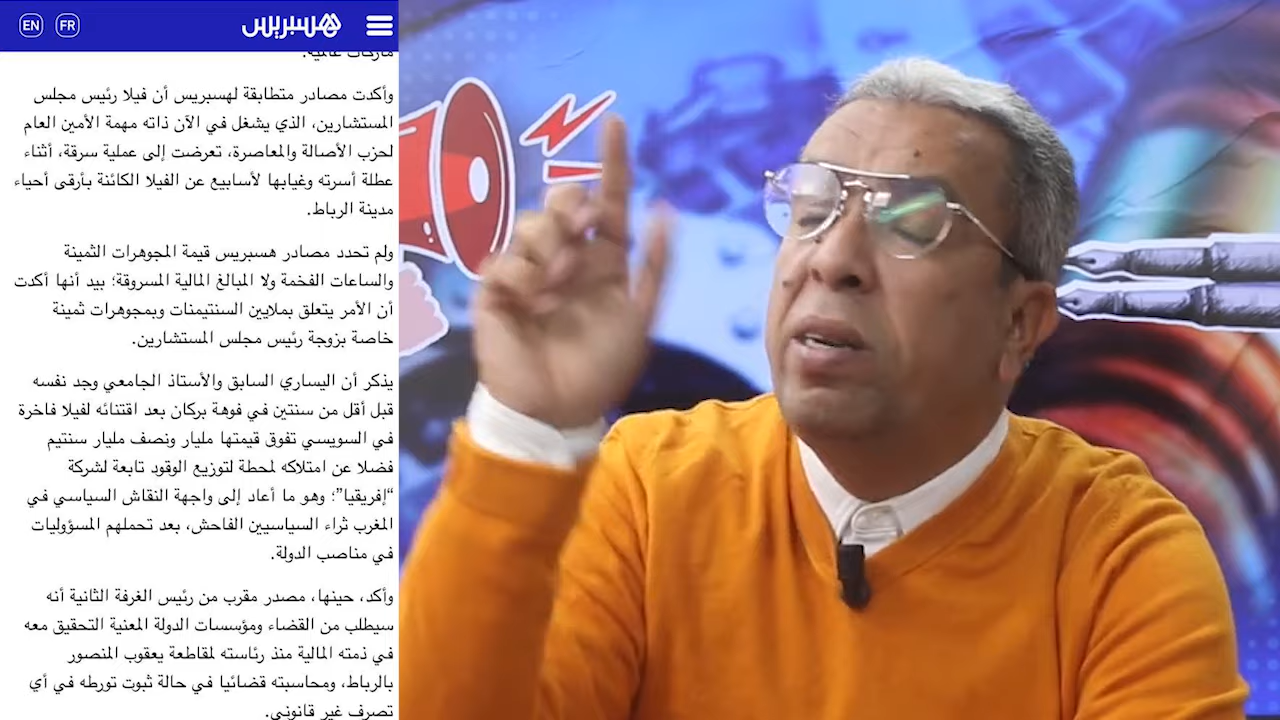 EN FR هسبريس
ماركات عالمية.
وأكدت مصادر متطابقة لهسبريس أن فيلا رئيس مجلس
المستشارين، الذي يشغل في الآن ذاته مهمة الأمين العام
لحزب الأصالة والمعاصرة، تعرضت إلى عملية سرقة، أثناء
عطلة أسرته وغيابها لأسابيع عن الفيلا الكائنة بأرقى أحياء
مدينة الرباط.
ولم تحدد مصادر هسبريس قيمة المجوهرات الثمينة
والساعات الفخمة ولا المبالغ المالية المسروقة؛ بيد أنها أكدت
أن الأمر يتعلق بملايين السنتيمنات وبمجوهرات ثمينة
خاصة بزوجة رئيس مجلس المستشارين.
يذكر أن اليساري السابق والأستاذ الجامعي وجد نفسه
قبل أقل من سنتين في فوهة بركان بعد اقتنائه لفيلا فاخرة
في السويسي تفوق قيمتها مليار ونصف مليار سنتيم
فضلا عن امتلاكه لمحطة لتوزيع الوقود تابعة لشركة
“إفريقيا”؛ وهو ما أعاد إلى واجهة النقاش السياسي في
المغرب ثراء السياسيين الفاحش، بعد تحملهم المسؤوليات
في مناصب الدولة.
وأكد، حينها، مصدر مقرب من رئيس الغرفة الثانية أنه
سيطلب من القضاء ومؤسسات الدولة المعنية التحقيق معه
في ذمته المالية منذ رئاسته لمقاطعة يعقوب المنصور
بالرباط، ومحاسبته قضائيا في حالة ثبوت تورطه في أي
تصرف غير قانوني.